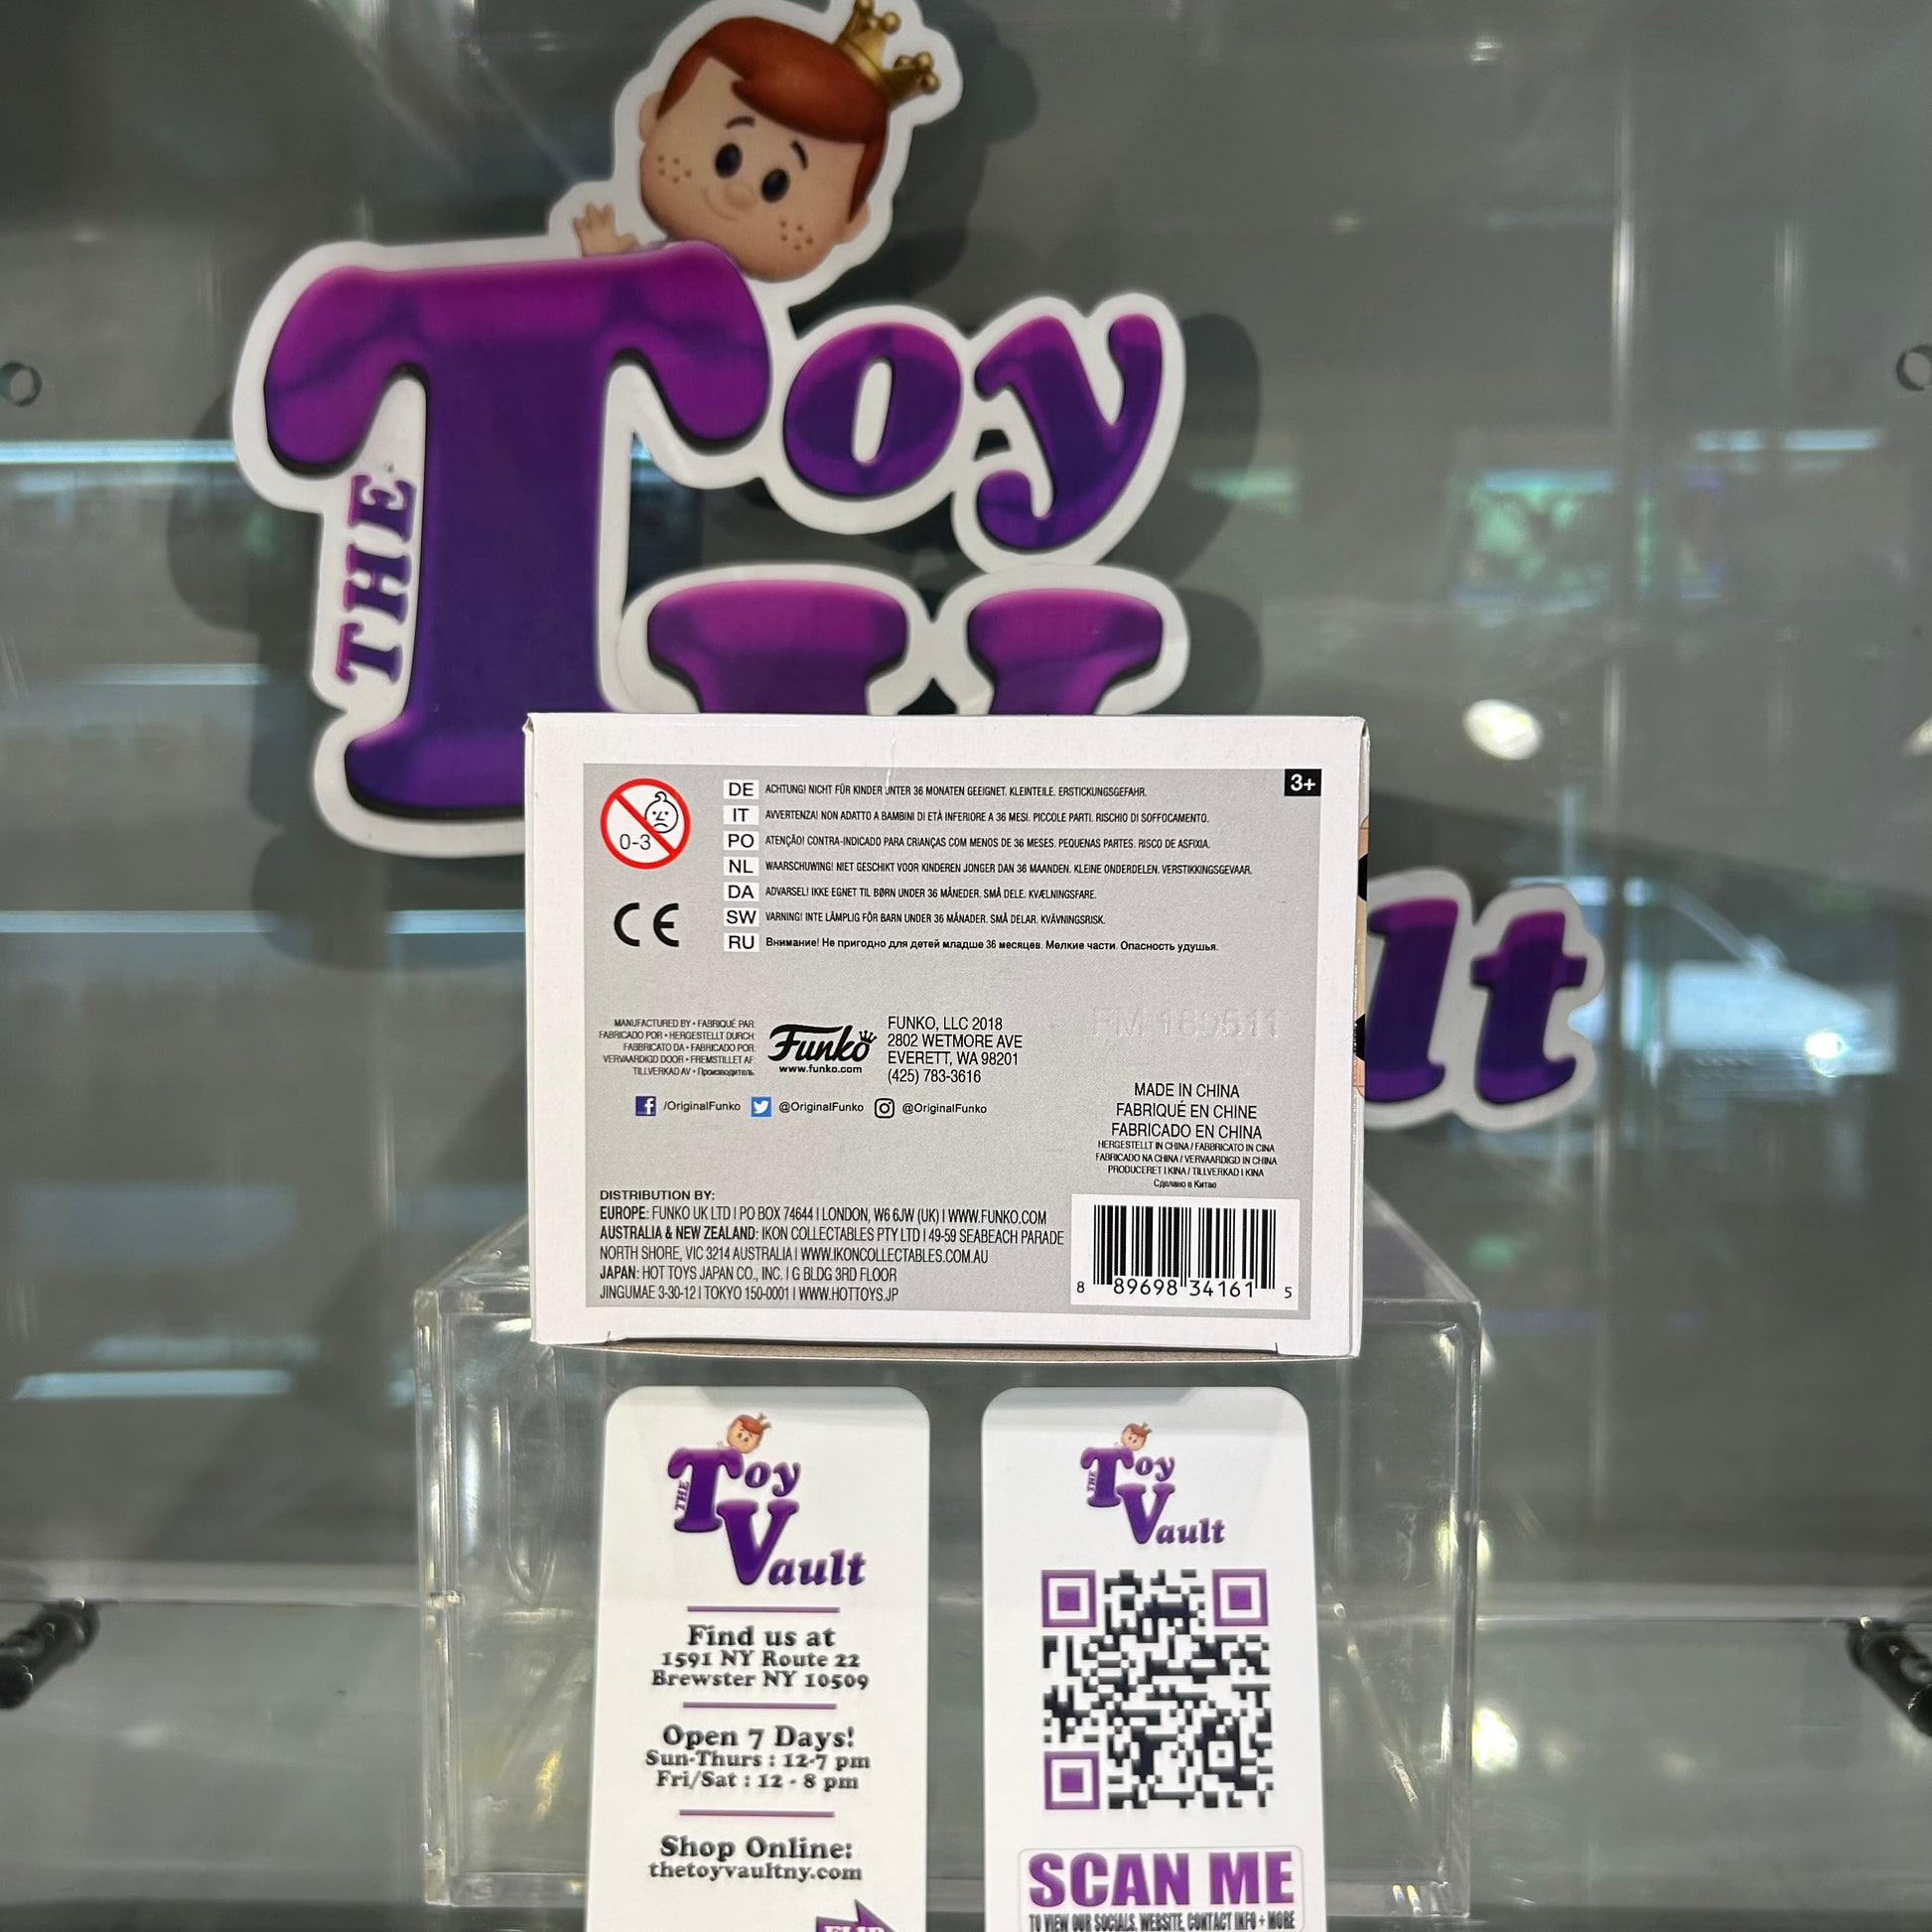 THE Toy
lt
3+
0-3
CE
DE ACHTUNG! NICHT FÜR KINDER UNTER 36 MONATEN GEEIGNET. KLEINTEILE. ERSTICKUNGSGEFAHR.
IT AVVERTENZA! NON ADATTO A BAMBINI DI ETÀ INFERIORE A 36 MESI. PICCOLE PARTI. RISCHIO DI SOFFOCAMENTO.
PO ATENÇÃO! CONTRA-INDICADO PARA CRIANÇAS COM MENOS DE 36 MESES. PEQUENAS PARTES. RISCO DE ASFIXIA.
NL WAARSCHUWING! NIET GESCHIKT VOOR KINDEREN JONGER DAN 36 MAANDEN. KLEINE ONDERDELEN. VERSTIKKINGSGEVAAR.
DA ADVARSEL! IKKE EGNET TIL BØRN UNDER 36 MÅNEDER. SMÅ DELE. KVÆLNINGSFARE.
SW VARNING! INTE LÄMPLIG FÖR BARN UNDER 36 MÅNADER. SMÅ DELAR. KVÄVNINGSRISK.
RU Внимание! Не пригодно для детей младше 36 месяцев. Мелкие части. Опасность удушья.
MANUFACTURED BY • FABRIQUÉ PAR:
FABRICADO POR • HERGESTELLT DURCH:
FABBRICATO DA • FABRICADO POR:
VERVAARDIGD DOOR • FREMSTILLET AF:
TILLVERKAD AV • Производитель:
Funko
www.funko.com
FUNKO, LLC 2018
2802 WETMORE AVE
EVERETT, WA 98201
(425) 783-3616
/OriginalFunko @OriginalFunko @OriginalFunko
MADE IN CHINA
FABRIQUÉ EN CHINE
FABRICADO EN CHINA
HERGESTELLT IN CHINA / FABBRICATO IN CINA
FABRICADO NA CHINA / VERVAARDIGD IN CHINA
PRODUCERET I KINA / TILLVERKAD I KINA
Сделано в Китае
DISTRIBUTION BY:
EUROPE: FUNKO UK LTD | PO BOX 74644 | LONDON, W6 6JW (UK) | WWW.FUNKO.COM
AUSTRALIA & NEW ZEALAND: IKON COLLECTABLES PTY LTD | 49-59 SEABEACH PARADE
NORTH SHORE, VIC 3214 AUSTRALIA | WWW.IKONCOLLECTABLES.COM.AU
JAPAN: HOT TOYS JAPAN CO., INC. | G BLDG 3RD FLOOR
JINGUMAE 3-30-12 | TOKYO 150-0001 | WWW.HOTTOYS.JP
8 89698 34161 5
THE Toy Vault
Find us at
1591 NY Route 22
Brewster NY 10509
Open 7 Days!
Sun-Thurs : 12-7 pm
Fri/Sat : 12 - 8 pm
Shop Online:
thetoyvaultny.com
THE Toy Vault
SCAN ME
TO VIEW OUR SOCIALS, WEBSITE, CONTACT INFO + MORE